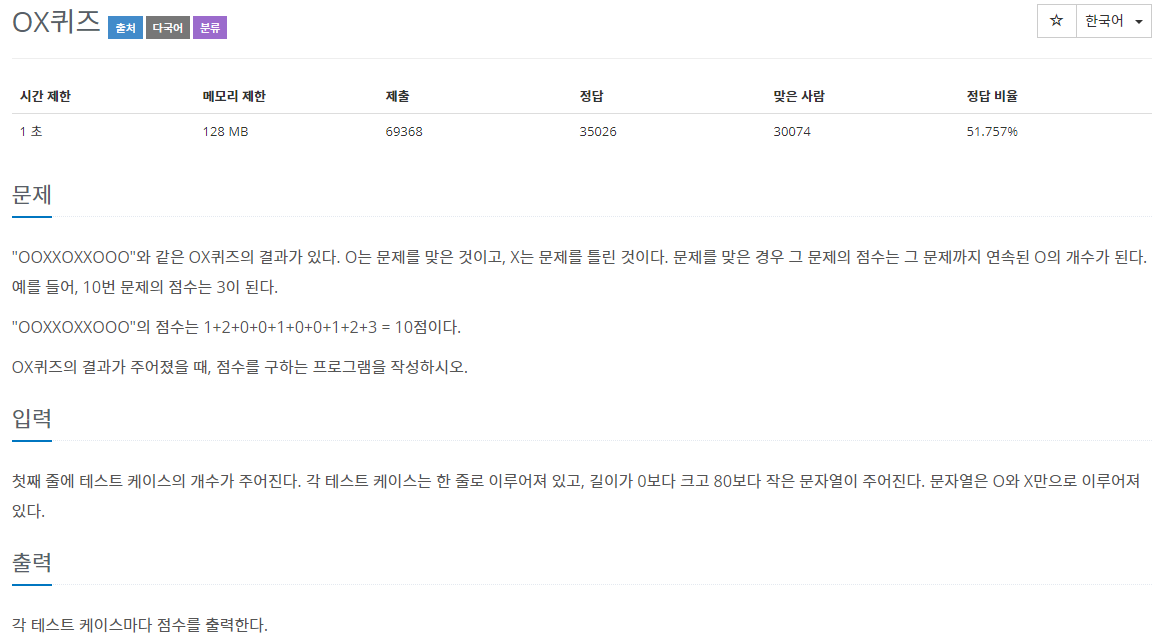 OX퀴즈 출처 다국어 분류
☆ 한국어
시간 제한 메모리 제한 제출 정답 맞은 사람 정답 비율
1 초 128 MB 69368 35026 30074 51.757%
문제
"OOXXOXXOOO"와 같은 OX퀴즈의 결과가 있다. O는 문제를 맞은 것이고, X는 문제를 틀린 것이다. 문제를 맞은 경우 그 문제의 점수는 그 문제까지 연속된 O의 개수가 된다.
예를 들어, 10번 문제의 점수는 3이 된다.
"OOXXOXXOOO"의 점수는 1+2+0+0+1+0+0+1+2+3 = 10점이다.
OX퀴즈의 결과가 주어졌을 때, 점수를 구하는 프로그램을 작성하시오.
입력
첫째 줄에 테스트 케이스의 개수가 주어진다. 각 테스트 케이스는 한 줄로 이루어져 있고, 길이가 0보다 크고 80보다 작은 문자열이 주어진다. 문자열은 O와 X만으로 이루어져
있다.
출력
각 테스트 케이스마다 점수를 출력한다.